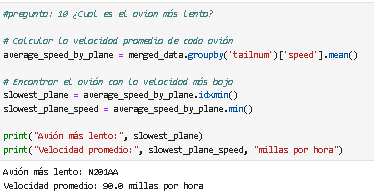 #pregunto: 10 ¿Cual es el avion más lento?
# Calcular la velocidad promedio de cada avión
average_speed_by_plane = merged_data.groupby('tailnum')['speed'].mean()
# Encontrar el avión con la velocidad más baja
slowest_plane = average_speed_by_plane.idxmin()
slowest_plane_speed = average_speed_by_plane.min()
print("Avión más lento:", slowest_plane)
print("Velocidad promedio:", slowest_plane_speed, "millas por hora")
Avión más lento: N201AA
Velocidad promedio: 90.0 millas por hora